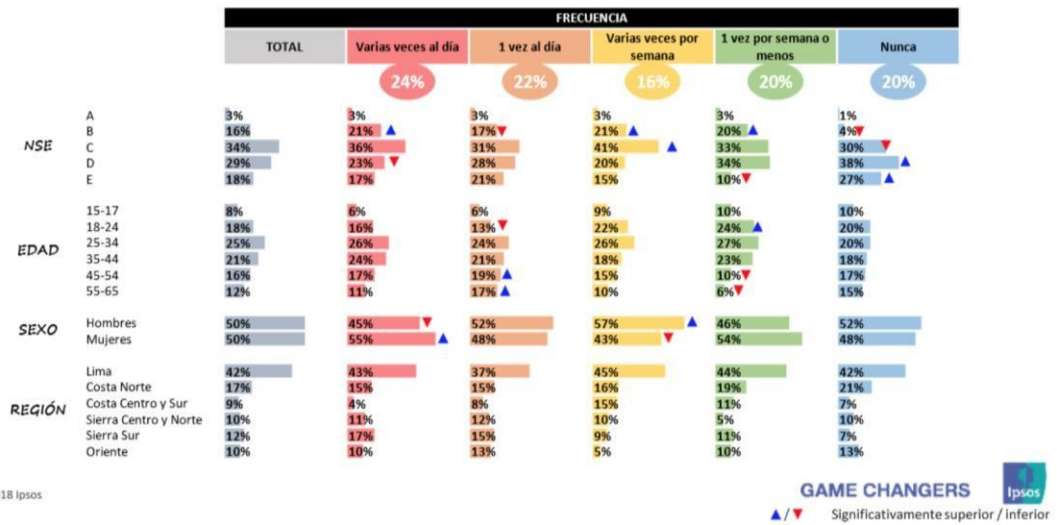 FRECUENCIA
TOTAL Varias veces al día 1 vez al día Varias veces por semana 1 vez por semana o menos Nunca
24% 22% 16% 20% 20%
NSE
A 3% 3% 3% 3% 3% 1%
B 16% 21% 17% 21% 20% 4%
C 34% 36% 31% 41% 33% 30%
D 29% 23% 28% 20% 34% 38%
E 18% 17% 21% 15% 10% 27%
EDAD
15-17 8% 6% 6% 9% 10% 10%
18-24 18% 16% 13% 22% 24% 20%
25-34 25% 26% 24% 26% 27% 20%
35-44 21% 24% 21% 18% 23% 18%
45-54 16% 17% 19% 15% 10% 17%
55-65 12% 11% 17% 10% 6% 15%
SEXO
Hombres 50% 45% 52% 57% 46% 52%
Mujeres 50% 55% 48% 43% 54% 48%
REGIÓN
Lima 42% 43% 37% 45% 44% 42%
Costa Norte 17% 15% 15% 16% 19% 21%
Costa Centro y Sur 9% 4% 8% 15% 11% 7%
Sierra Centro y Norte 10% 11% 12% 10% 5% 10%
Sierra Sur 12% 17% 15% 9% 11% 7%
Oriente 10% 10% 13% 5% 10% 13%
18 Ipsos
GAME CHANGERS
Ipsos
▲/▼ Significativamente superior / inferior